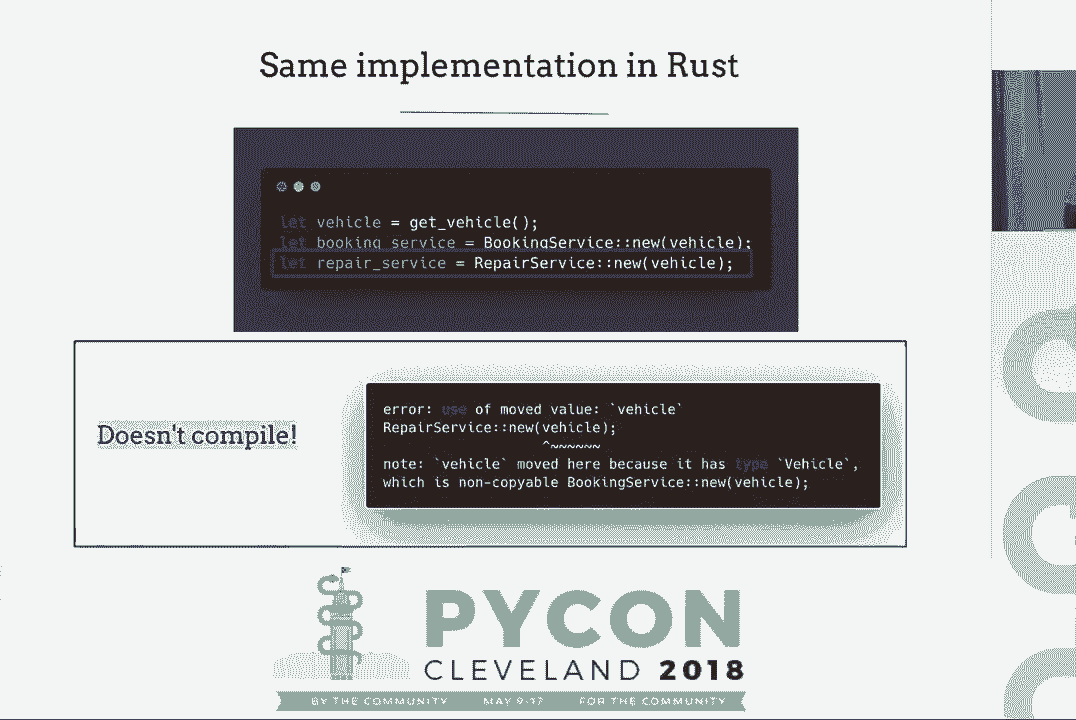 Same implementation in Rust
let vehicle = get_vehicle();
let booking_service = BookingService::new(vehicle);
let repair_service = RepairService::new(vehicle);
Doesn't compile!
error: use of moved value: `vehicle`
RepairService::new(vehicle);
^~~~~~~
note: `vehicle` moved here because it has type `Vehicle`,
which is non-copyable BookingService::new(vehicle);
PYCON
CLEVELAND 2018
BY THE COMMUNITY MAY 9-17 FOR THE COMMUNITY